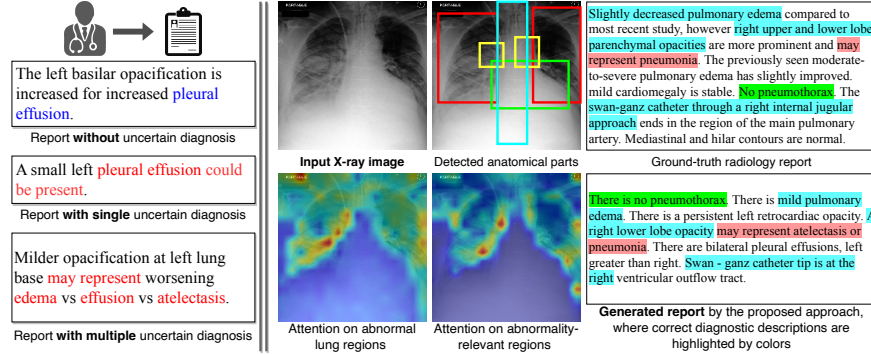 The left basilar opacification is
increased for increased pleural
effusion.
Report without uncertain diagnosis
A small left pleural effusion could
be present.
Report with single uncertain diagnosis
Milder opacification at left lung
base may represent worsening
edema vs effusion vs atelectasis.
Report with multiple uncertain diagnosis
PORTABLE
Input X-ray image
PORTABLE
Detected anatomical parts
Slightly decreased pulmonary edema compared to
most recent study, however right upper and lower lobe
parenchymal opacities are more prominent and may
represent pneumonia. The previously seen moderate-
to-severe pulmonary edema has slightly improved.
mild cardiomegaly is stable. No pneumothorax. The
swan-ganz catheter through a right internal jugular
approach ends in the region of the main pulmonary
artery. Mediastinal and hilar contours are normal.
Ground-truth radiology report
Attention on abnormal
lung regions
Attention on abnormality-
relevant regions
There is no pneumothorax. There is mild pulmonary
edema. There is a persistent left retrocardiac opacity. A
right lower lobe opacity may represent atelectasis or
pneumonia. There are bilateral pleural effusions, left
greater than right. Swan - ganz catheter tip is at the
right ventricular outflow tract.
Generated report by the proposed approach,
where correct diagnostic descriptions are
highlighted by colors